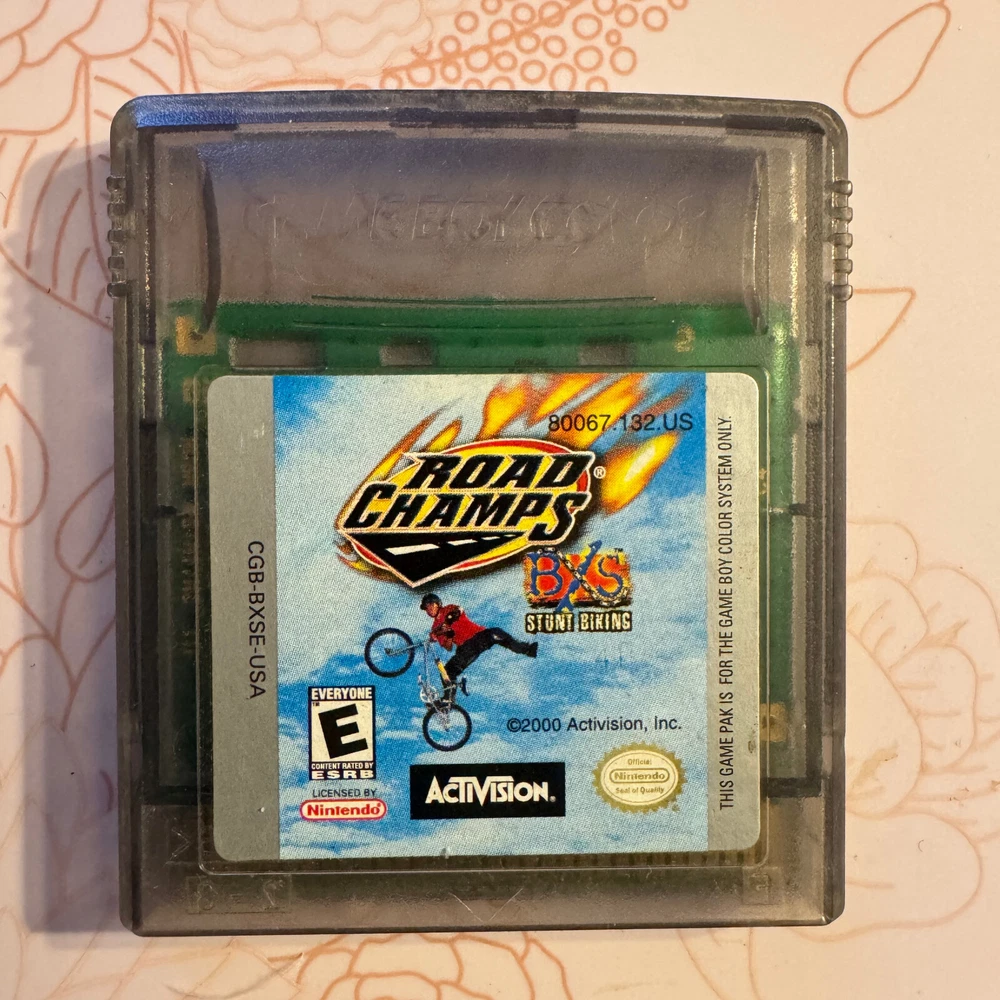 GAME BOY COLOR
80067.132.US
ROAD
CHAMPS®
BXS™
STUNT BIKING
CGB-BXSE-USA
THIS GAME PAK IS FOR THE GAME BOY COLOR SYSTEM ONLY.
EVERYONE
™
E
CONTENT RATED BY
ESRB
©2000 Activision, Inc.
LICENSED BY
Nintendo®
ACTIVISION®
Official
Nintendo
Seal of Quality